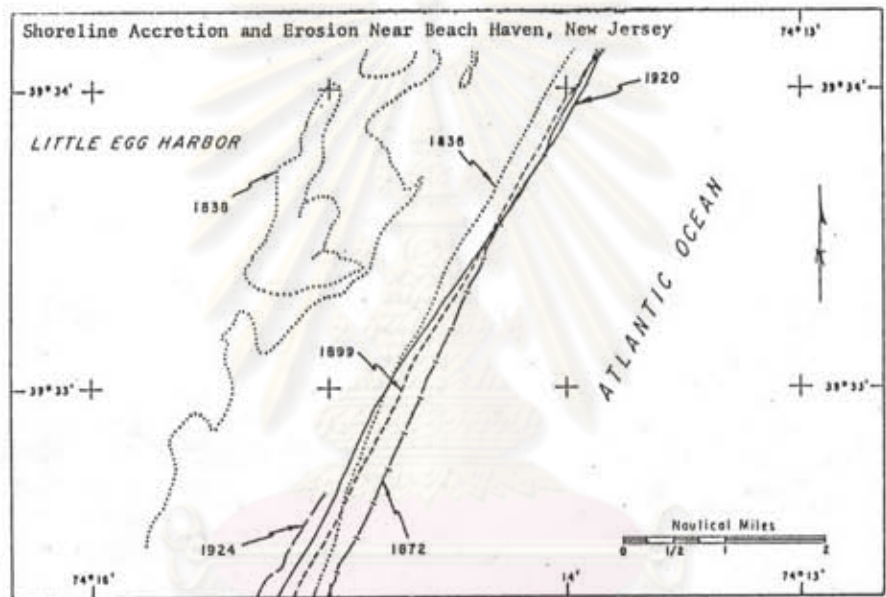 Shoreline Accretion and Erosion Near Beach Haven, New Jersey
74°13'
39°34'
1920
39°34'
LITTLE EGG HARBOR
1836
1838
ATLANTIC OCEAN
1899
39°33'
39°33'
Nautical Miles
0 1/2 1 2
1924
1872
74°16'
14'
74°13'